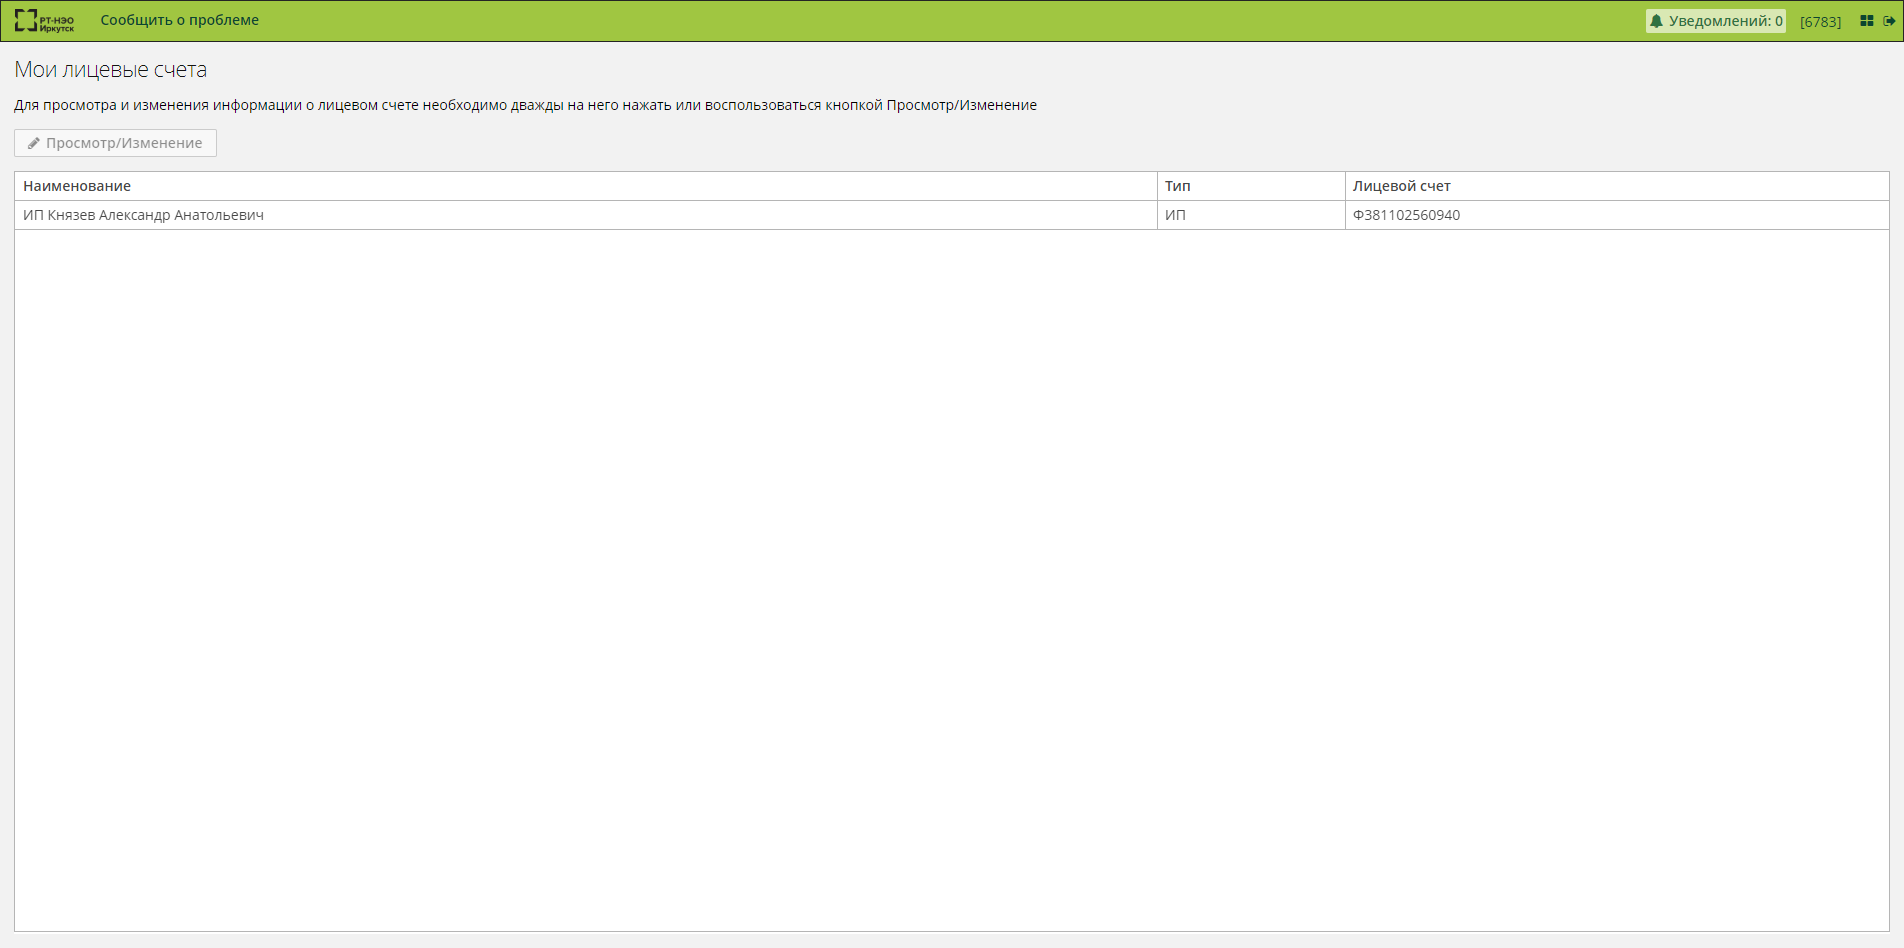 РТ-НЭО
Иркутск
Сообщить о проблеме
Уведомлений: 0
[6783]
Мои лицевые счета
Для просмотра и изменения информации о лицевом счете необходимо дважды на него нажать или воспользоваться кнопкой Просмотр/Изменение
Просмотр/Изменение
Наименование Тип Лицевой счет
ИП Князев Александр Анатольевич ИП Ф381102560940